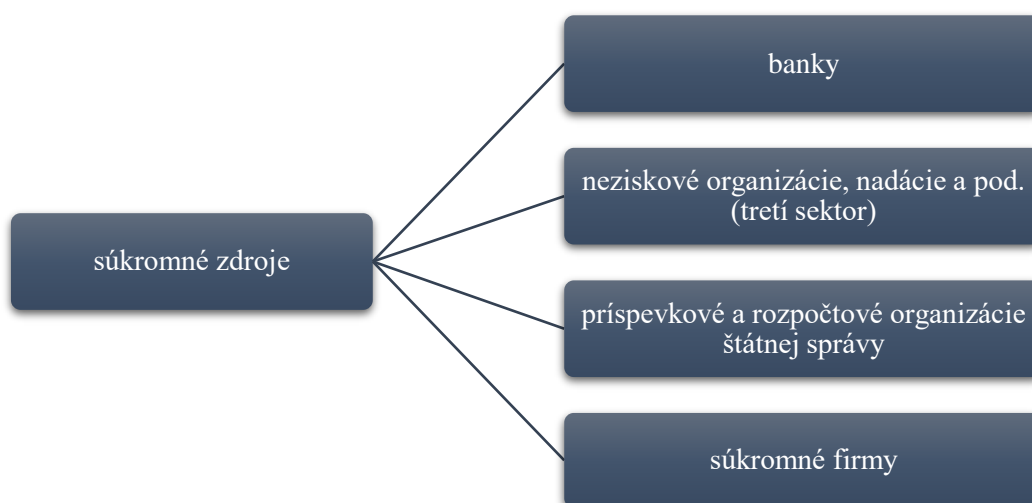 súkromné zdroje
banky
neziskové organizácie, nadácie a pod.
(tretí sektor)
príspevkové a rozpočtové organizácie
štátnej správy
súkromné firmy